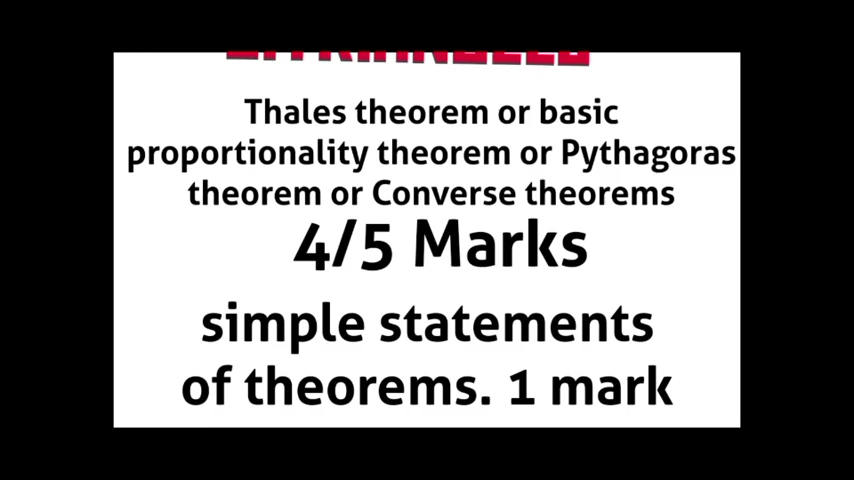 Thales theorem or basic
proportionality theorem or Pythagoras
theorem or Converse theorems
4/5 Marks
simple statements
of theorems. 1 mark